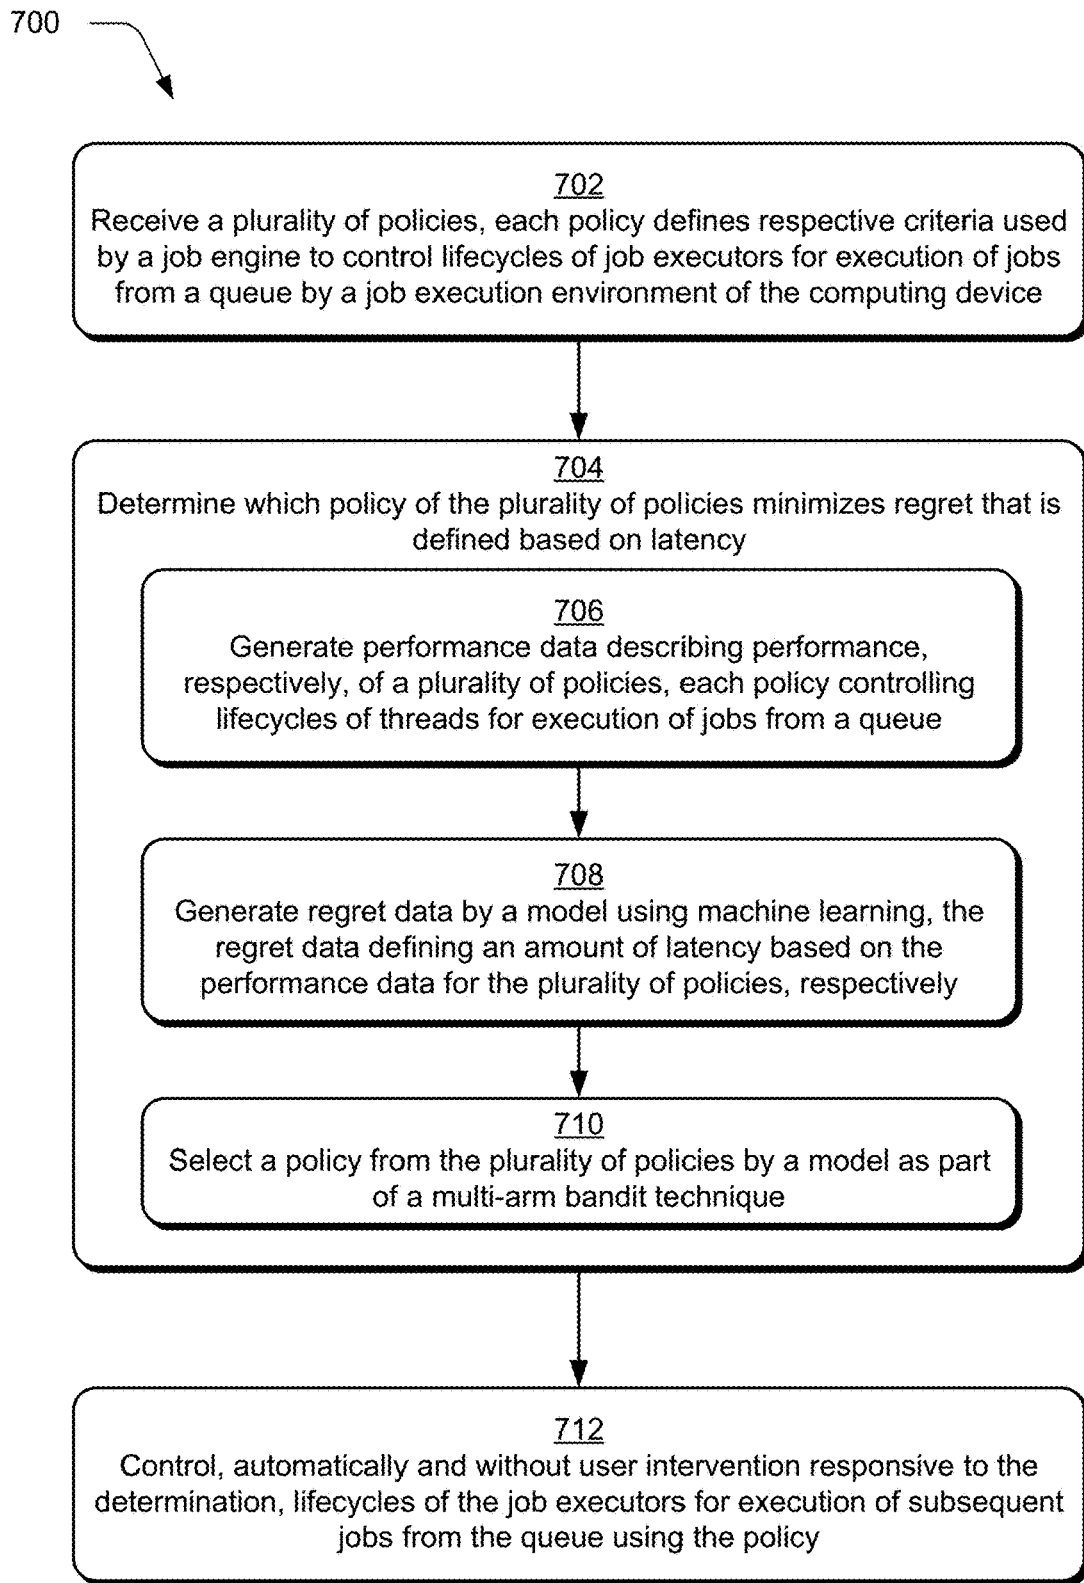 700
702
Receive a plurality of policies, each policy defines respective criteria used
by a job engine to control lifecycles of job executors for execution of jobs
from a queue by a job execution environment of the computing device
704
Determine which policy of the plurality of policies minimizes regret that is
defined based on latency
706
Generate performance data describing performance,
respectively, of a plurality of policies, each policy controlling
lifecycles of threads for execution of jobs from a queue
708
Generate regret data by a model using machine learning, the
regret data defining an amount of latency based on the
performance data for the plurality of policies, respectively
710
Select a policy from the plurality of policies by a model as part
of a multi-arm bandit technique
712
Control, automatically and without user intervention responsive to the
determination, lifecycles of the job executors for execution of subsequent
jobs from the queue using the policy